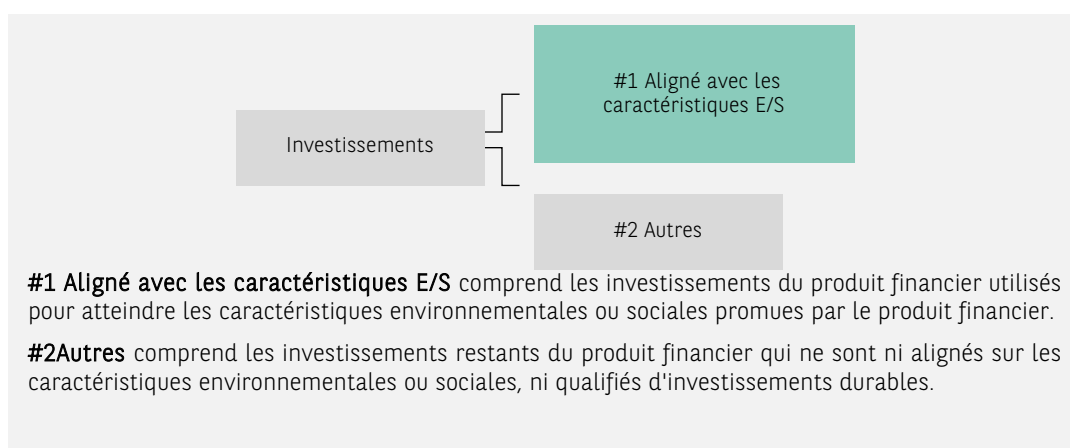 #1 Aligné avec les
caractéristiques E/S
Investissements
#2 Autres
#1 Aligné avec les caractéristiques E/S comprend les investissements du produit financier utilisés
pour atteindre les caractéristiques environnementales ou sociales promues par le produit financier.
#2Autres comprend les investissements restants du produit financier qui ne sont ni alignés sur les
caractéristiques environnementales ou sociales, ni qualifiés d'investissements durables.